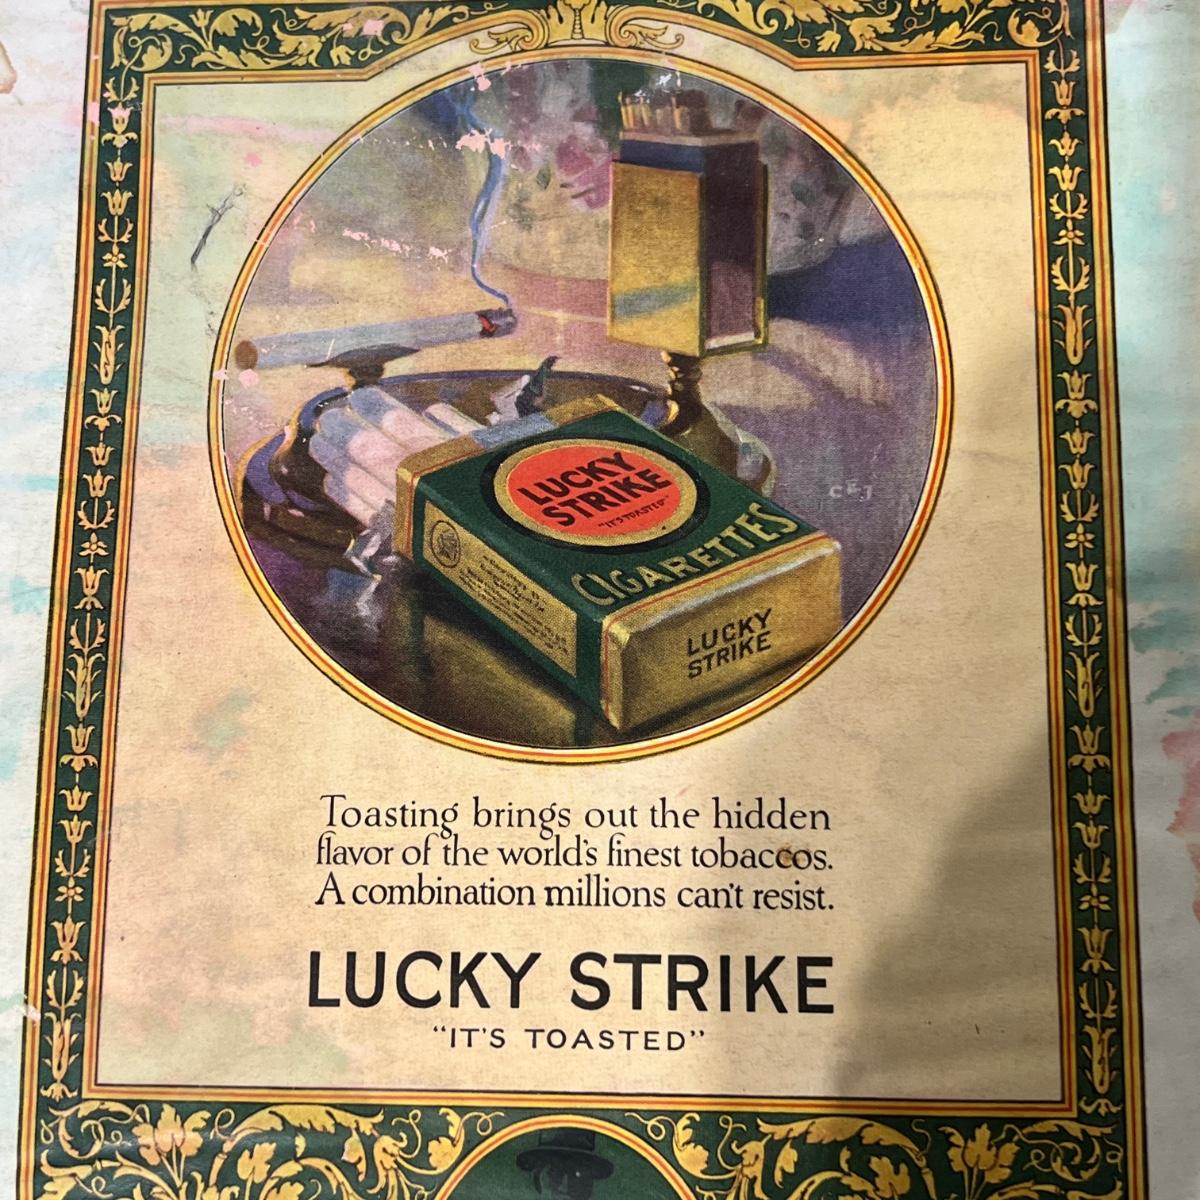 LUCKY
STRIKE
"IT'S TOASTED"
CIGARETTES
LUCKY
STRIKE
CEJ
Toasting brings out the hidden
flavor of the world's finest tobaccos.
A combination millions can't resist.
LUCKY STRIKE
"IT'S TOASTED"